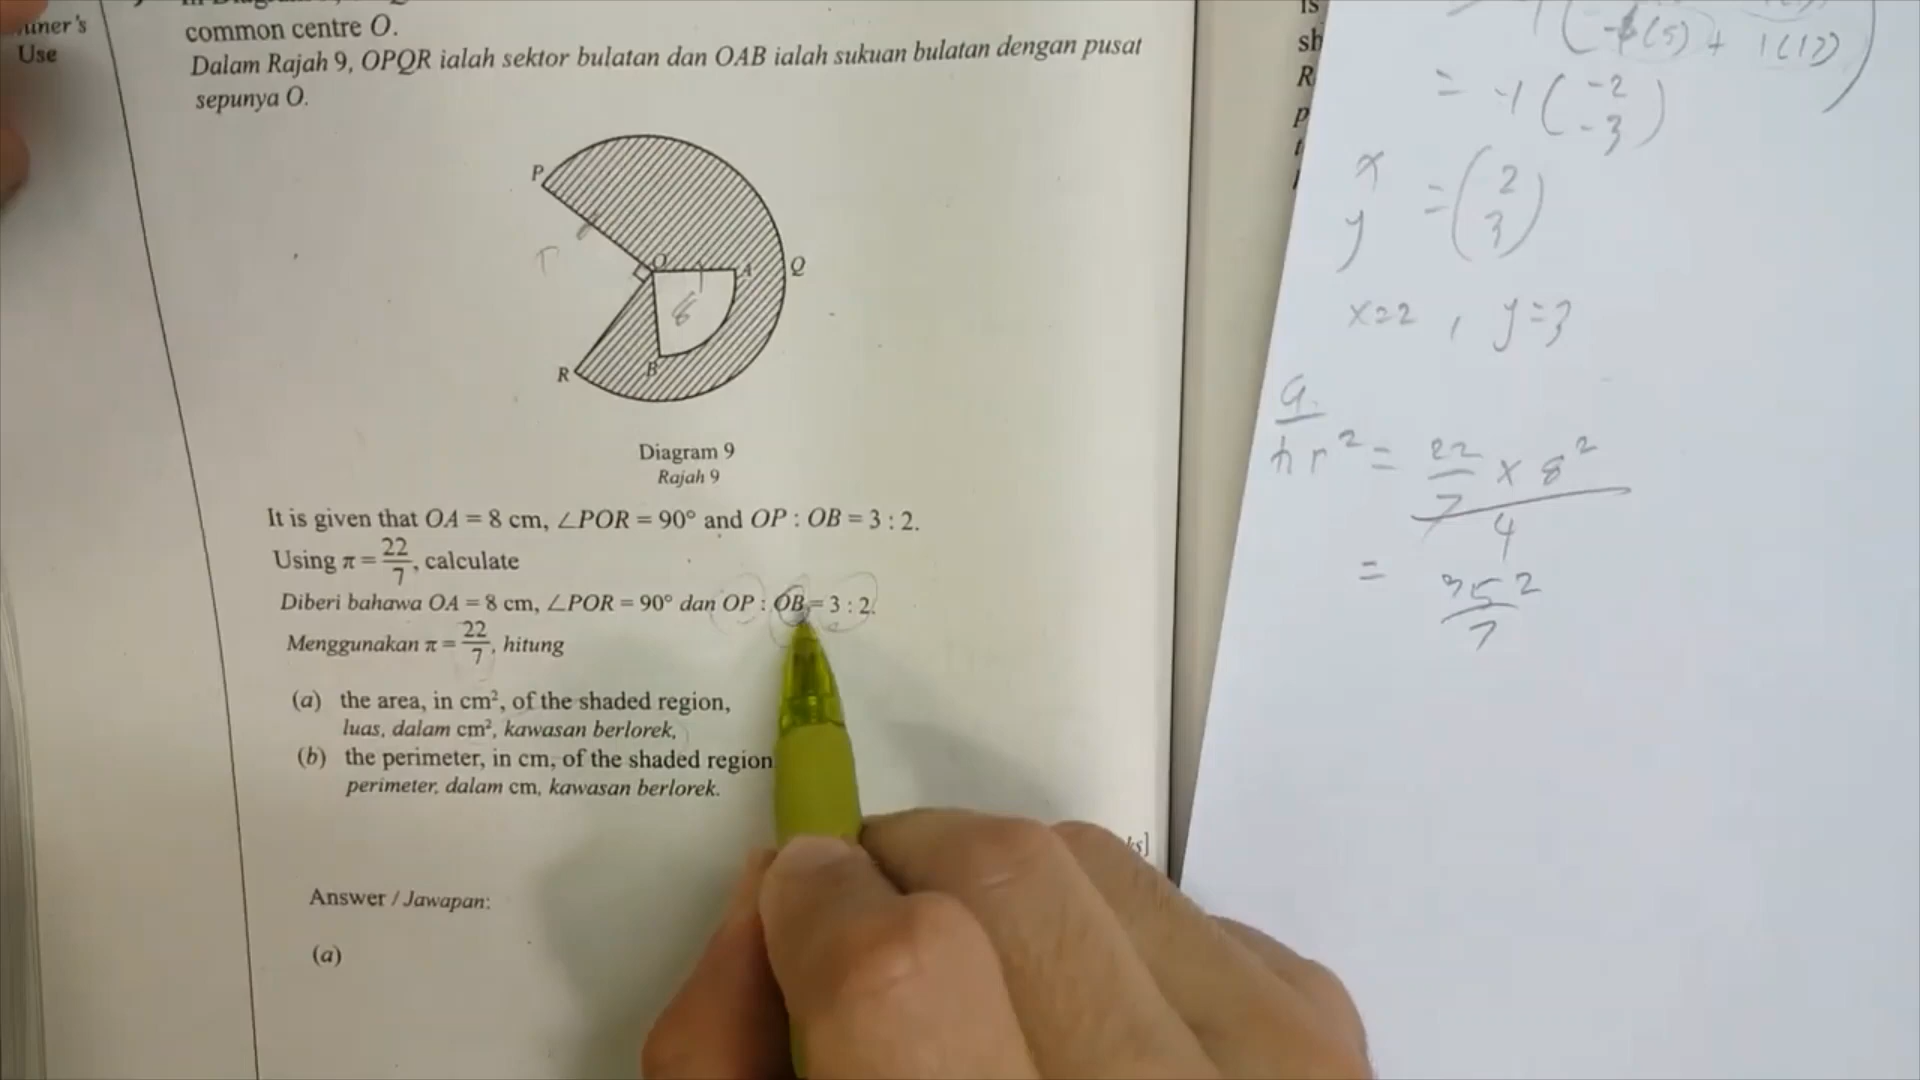 Use
common centre O.
Dalam Rajah 9, OPQR ialah sektor bulatan dan OAB ialah sukuan bulatan dengan pusat
sepunya O.
P
O
A
Q
8
B
R
Diagram 9
Rajah 9
It is given that OA = 8 cm, ∠POR = 90° and OP : OB = 3 : 2.
Using π = 22/7, calculate
Diberi bahawa OA = 8 cm, ∠POR = 90° dan OP : OB = 3 : 2.
Menggunakan π = 22/7, hitung
(a) the area, in cm², of the shaded region,
luas, dalam cm², kawasan berlorek,
(b) the perimeter, in cm, of the shaded region
perimeter, dalam cm, kawasan berlorek.
Answer / Jawapan:
(a)
= -1 (-2 -3)
x y = (2 3)
x=2 , y=3
9.
πr² = 22/7 × 8² / 4
= 352/7